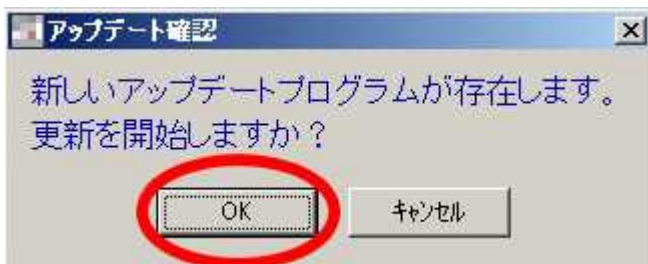 アップデート確認
新しいアップデートプログラムが存在します。
更新を開始しますか？
OK
キャンセル